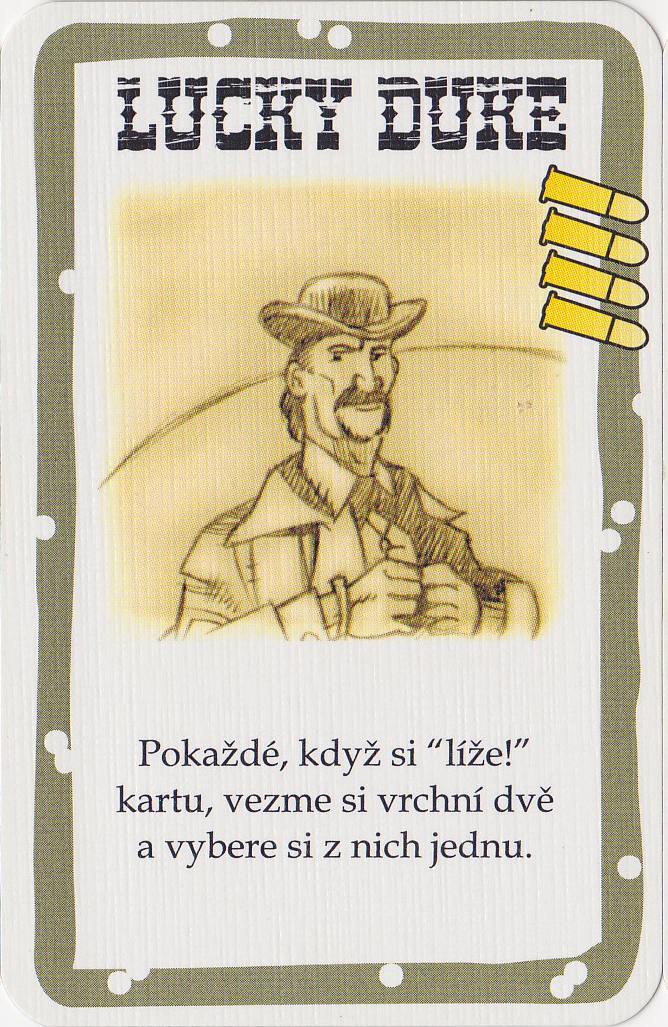 LUCKY DUKE
Pokaždé, když si “líže!”
kartu, vezme si vrchní dvě
a vybere si z nich jednu.